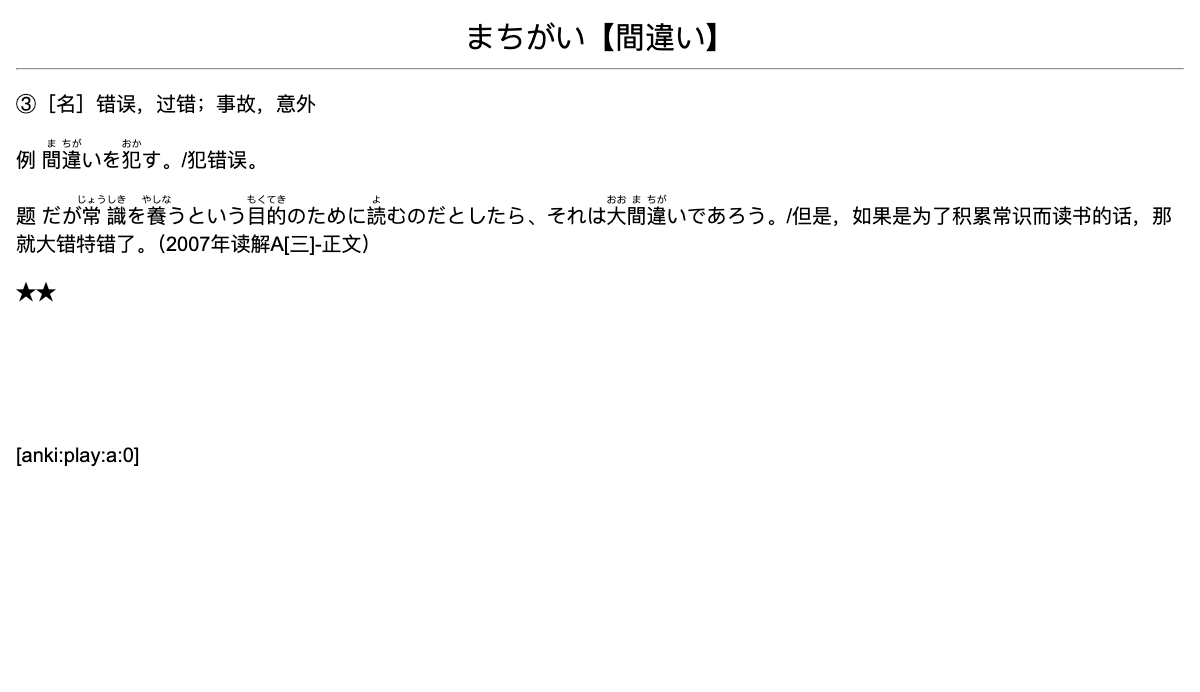 まちがい【間違い】
③［名］错误，过错；事故，意外
例 間違いを犯す。/犯错误。
题 だが常識を養うという目的のために読むのだとしたら、それは大間違いであろう。/但是，如果是为了积累常识而读书的话，那
就大错特错了。（2007年读解A[三]-正文）
★★
[anki:play:a:0]